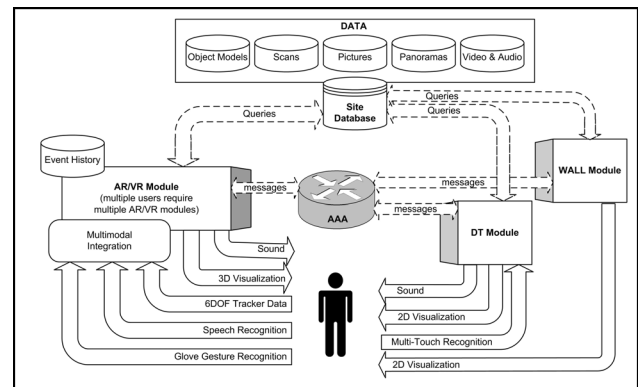 DATA
Object Models
Scans
Pictures
Panoramas
Video & Audio
Site
Database
Queries
Queries
Queries
Event History
AR/VR Module
(multiple users require
multiple AR/VR modules)
Multimodal
Integration
messages
AAA
messages
messages
WALL Module
DT Module
Sound
3D Visualization
6DOF Tracker Data
Speech Recognition
Glove Gesture Recognition
Sound
2D Visualization
Multi-Touch Recognition
2D Visualization